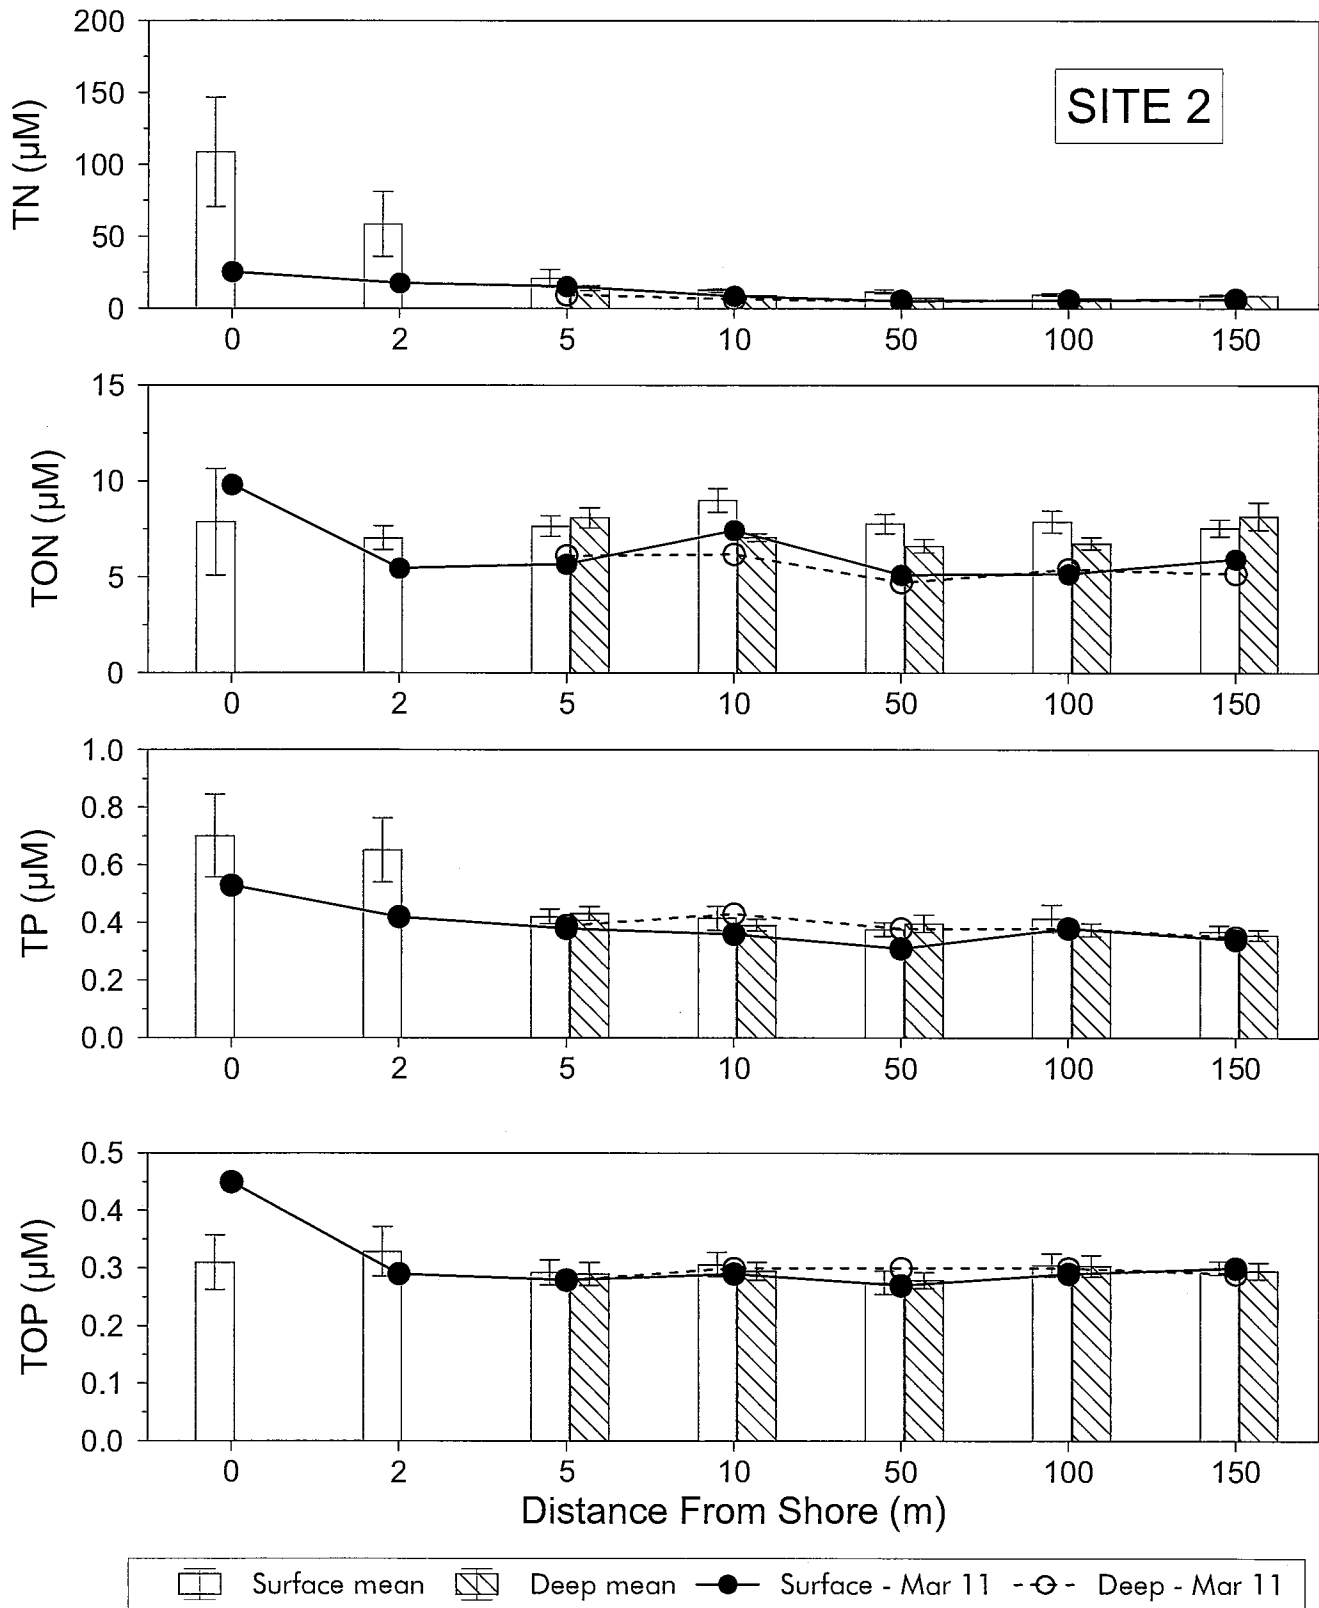 SITE 2
TN (µM)
200
150
100
50
0
0 2 5 10 50 100 150
TON (µM)
15
10
5
0
0 2 5 10 50 100 150
TP (µM)
1.0
0.8
0.6
0.4
0.2
0.0
0 2 5 10 50 100 150
TOP (µM)
0.5
0.4
0.3
0.2
0.1
0.0
0 2 5 10 50 100 150
Distance From Shore (m)
Surface mean Deep mean Surface - Mar 11 Deep - Mar 11